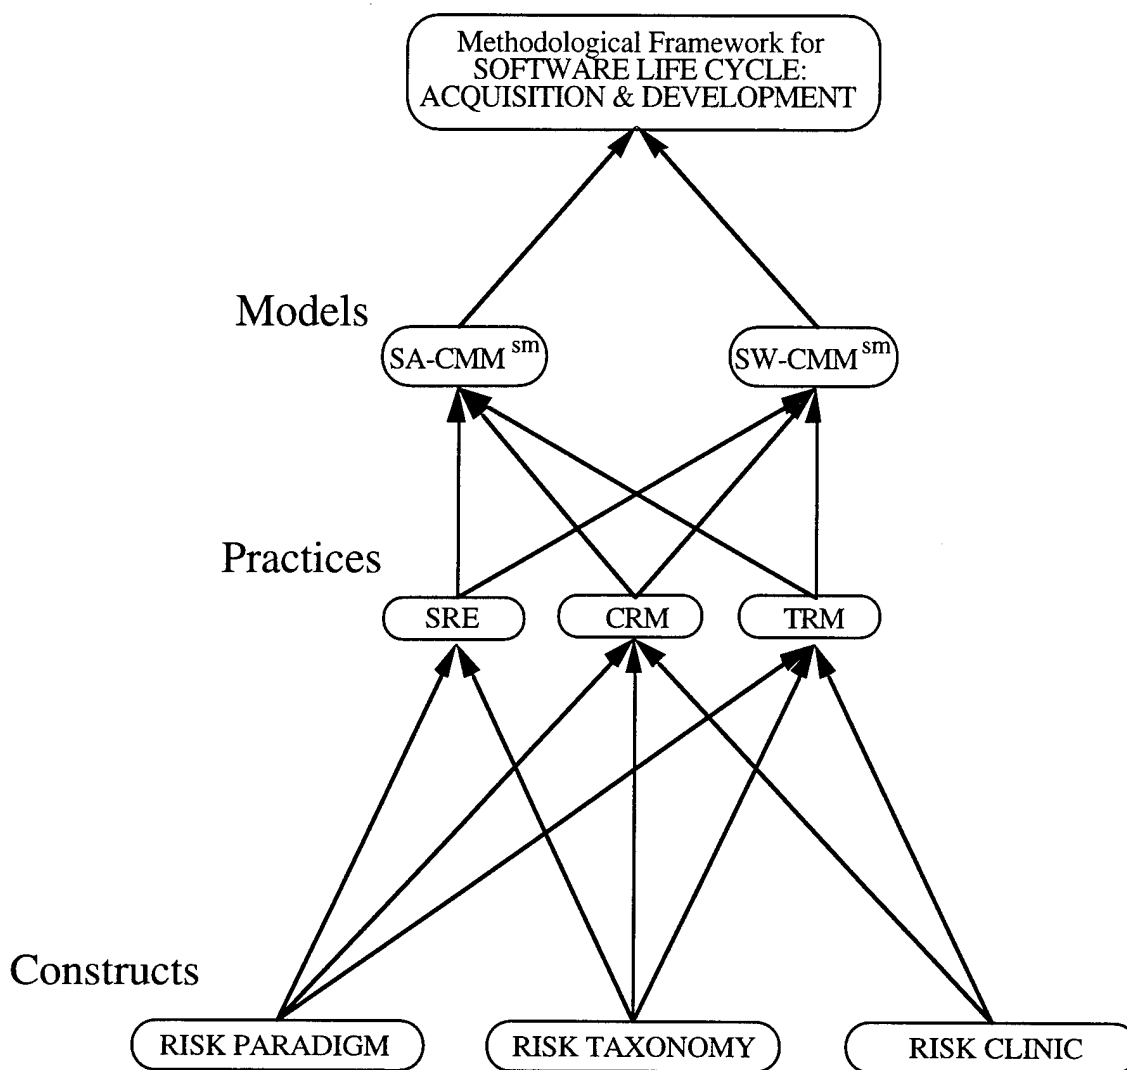 Methodological Framework for
SOFTWARE LIFE CYCLE:
ACQUISITION & DEVELOPMENT
Models
SA-CMM sm
SW-CMM sm
Practices
SRE
CRM
TRM
Constructs
RISK PARADIGM
RISK TAXONOMY
RISK CLINIC